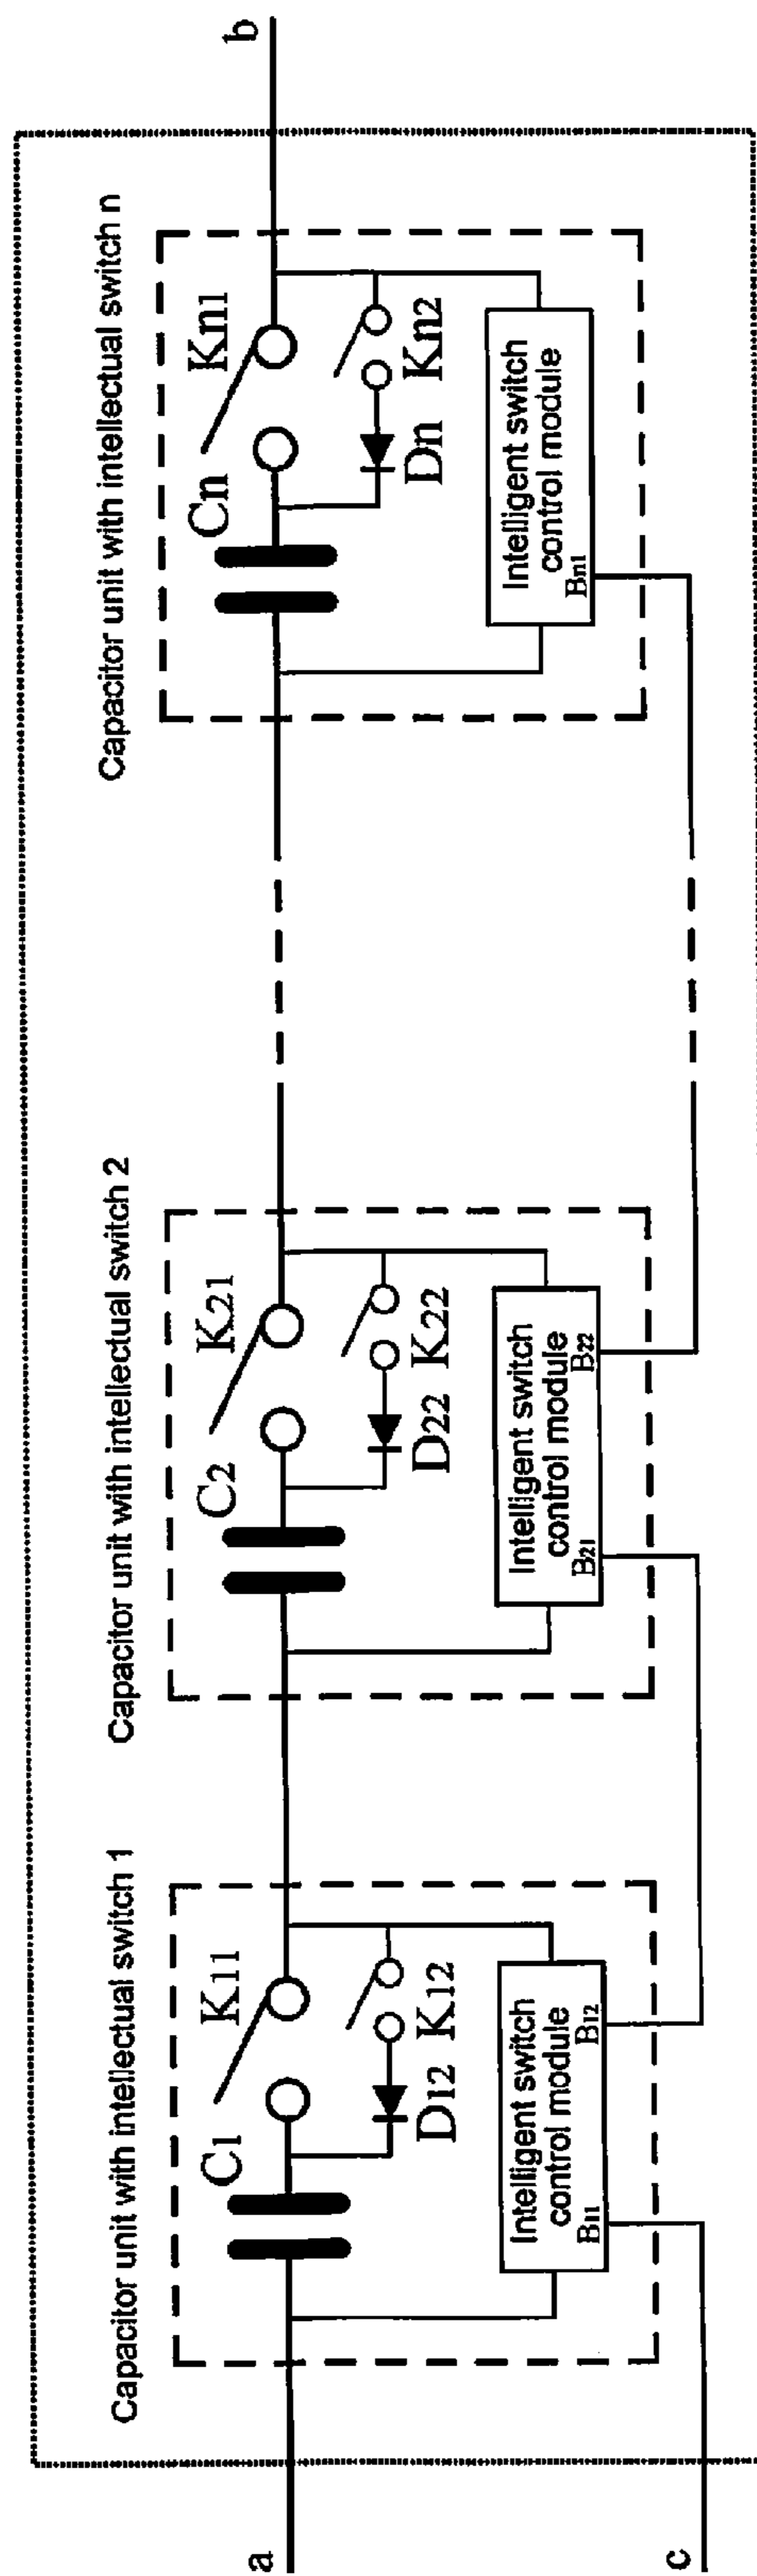 Capacitor unit with intellectual switch 1
C1
K11
D12
K12
Intelligent switch
control module
B11
B12
Capacitor unit with intellectual switch 2
C2
K21
D22
K22
Intelligent switch
control module
B21
B22
Capacitor unit with intellectual switch n
Cn
Kn1
Dn
Kn2
Intelligent switch
control module
Bn1
a
b
c